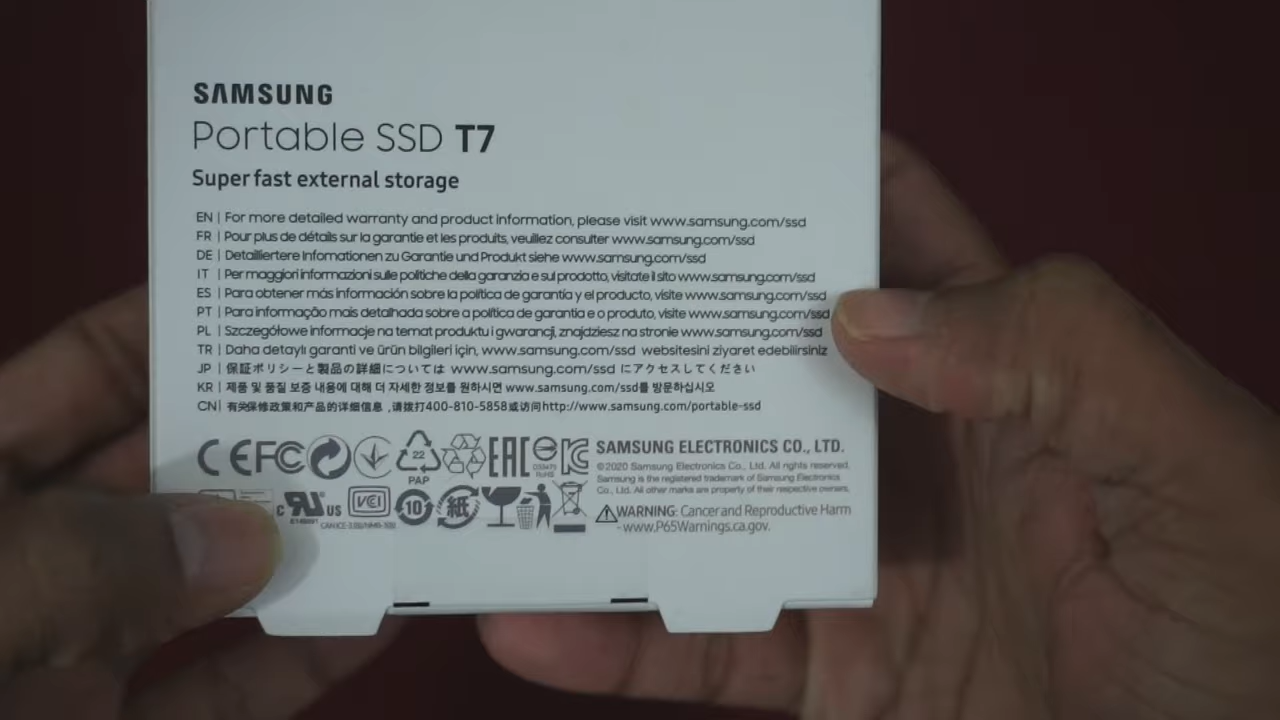 SAMSUNG
Portable SSD T7
Superfast external storage
EN | For more detailed warranty and product information, please visit www.samsung.com/ssd
FR | Pour plus de détails sur la garantie et les produits, veuillez consulter www.samsung.com/ssd
DE | Detailliertere Informationen zu Garantie und Produkt siehe www.samsung.com/ssd
IT | Per maggiori informazioni sulle politiche della garanzia e sul prodotto, visitate il sito www.samsung.com/ssd
ES | Para obtener más información sobre la política de garantía y el producto, visite www.samsung.com/ssd
PT | Para informação mais detalhada sobre a política de garantia e o produto, visite www.samsung.com/ssd
PL | Szczegółowe informacje na temat produktu i gwarancji, znajdziesz na stronie www.samsung.com/ssd
TR | Daha detaylı garanti ve ürün bilgileri için, www.samsung.com/ssd websitesini ziyaret edebilirsiniz
JP | 保証ポリシーと製品の詳細については www.samsung.com/ssd にアクセスしてください
KR | 제품 및 품질 보증 내용에 대해 더 자세한 정보를 원하시면 www.samsung.com/ssd를 방문하십시오
CN | 有关保修政策和产品的详细信息 ,请拨打400-810-5858或访问http://www.samsung.com/portable-ssd
CE FC 22 EAC e KC
PAP
SAMSUNG ELECTRONICS CO., LTD.
©2020 Samsung Electronics Co., Ltd. All rights reserved.
Samsung is the registered trademark of Samsung Electronics
Co., Ltd. All other marks are property of their respective owners.
C UL US VCI 10 紙
WARNING: Cancer and Reproductive Harm
- www.P65Warnings.ca.gov.